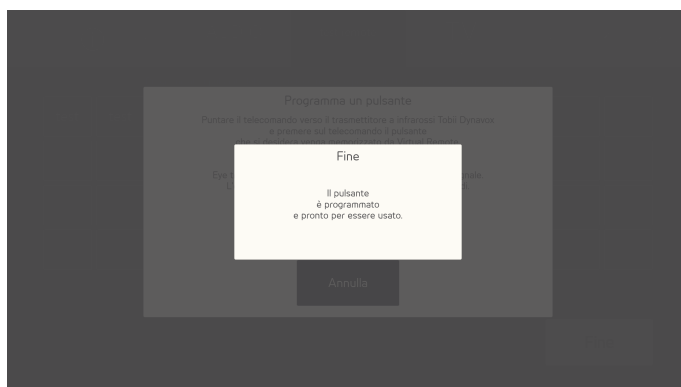 Programma un pulsante
Puntare il telecomando verso il trasmettitore a infrarossi Tobii Dynavox
e premere sul telecomando il pulsante
Fine
Il pulsante
è programmato
e pronto per essere usato.
Annulla